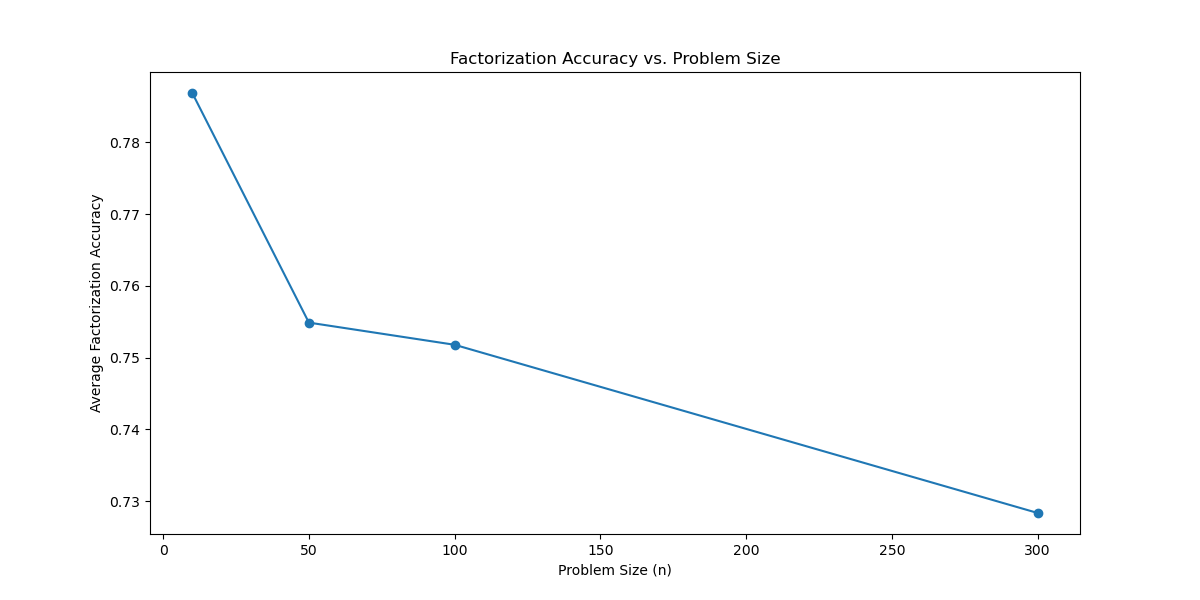 Factorization Accuracy vs. Problem Size
Average Factorization Accuracy
0.78
0.77
0.76
0.75
0.74
0.73
0 50 100 150 200 250 300
Problem Size (n)